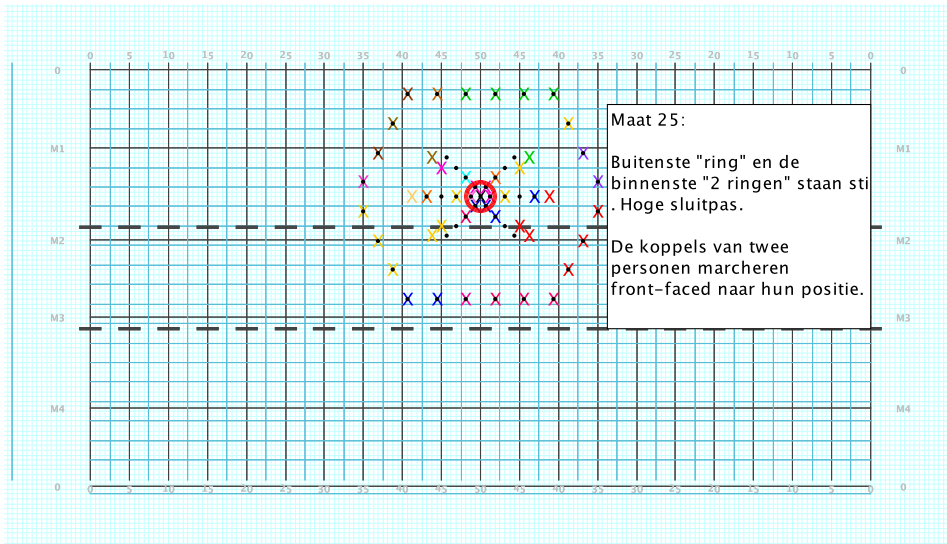 0 5 10 15 20 25 30 35 40 45 50 45 40 35 30 25 20 15 10 5 0
0 0
Maat 25:
M1 M1
Buitenste "ring" en de
binnenste "2 ringen" staan sti
. Hoge sluitpas.
M2 M2
De koppels van twee
personen marcheren
front-faced naar hun positie.
M3 M3
M4 M4
0 0
0 5 10 15 20 25 30 35 40 45 50 45 40 35 30 25 20 15 10 5 0